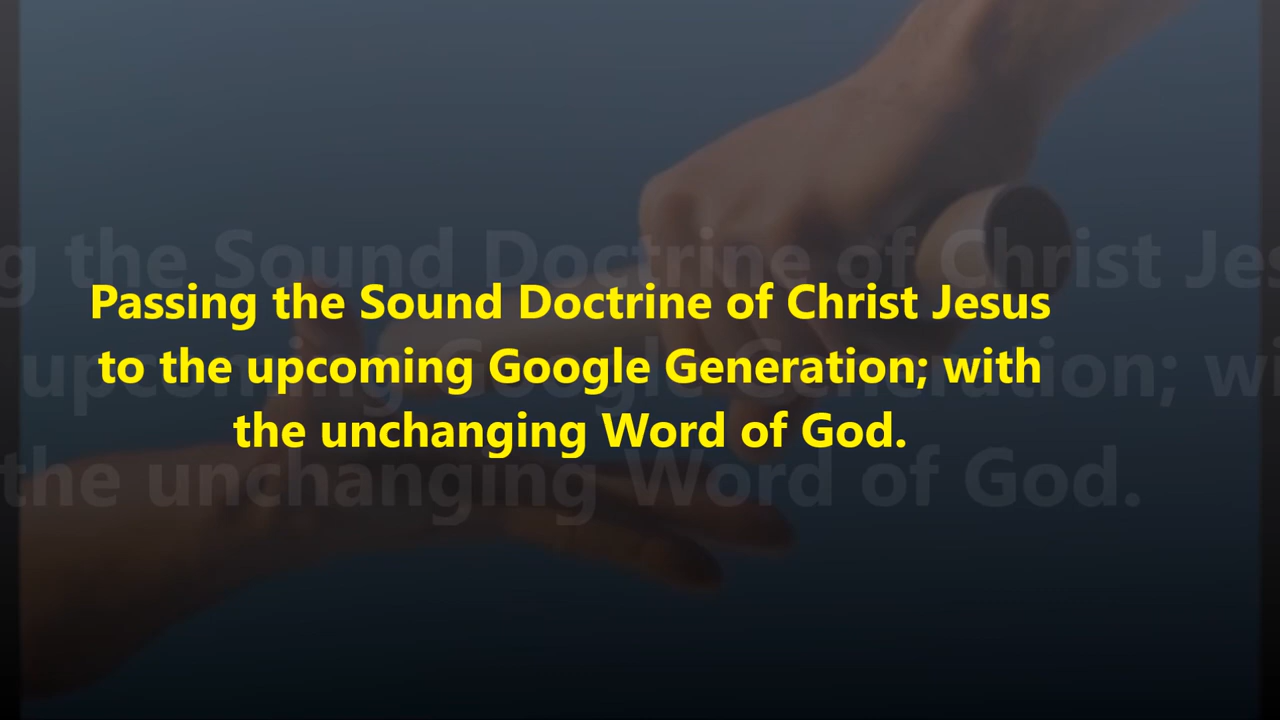 Passing the Sound Doctrine of Christ Jesus
to the upcoming Google Generation; with
the unchanging Word of God.